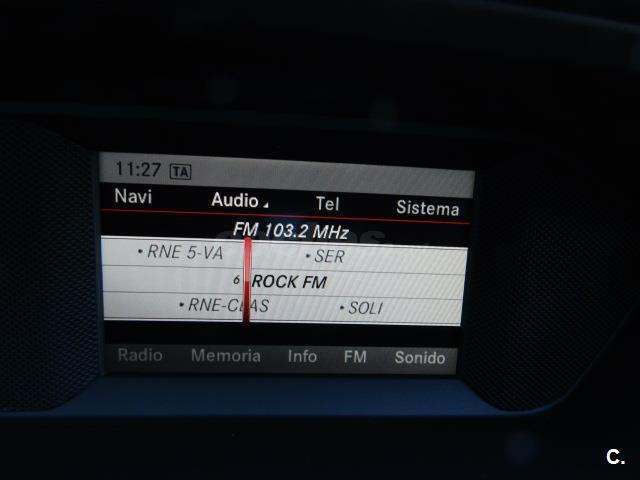 11:27 TA
Navi Audio Tel Sistema
FM 103.2 MHz
• RNE 5-VA • SER
6 ROCK FM
• RNE-CLAS • SOLI
Radio Memoria Info FM Sonido
C.